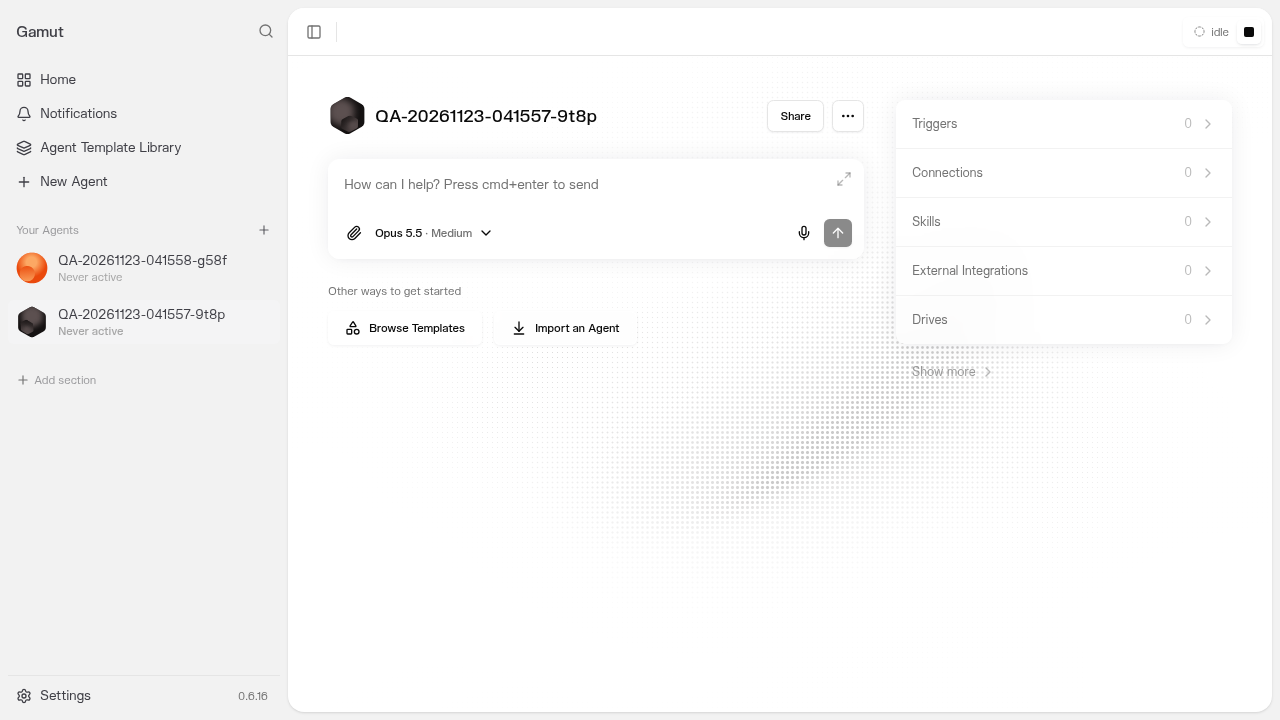 Gamut
Home
Notifications
Agent Template Library
New Agent
Your Agents
QA-20261123-041558-g58f
Never active
QA-20261123-041557-9t8p
Never active
Add section
Settings
0.6.16
idle
QA-20261123-041557-9t8p
Share
How can I help? Press cmd+enter to send
Opus 5.5 · Medium
Other ways to get started
Browse Templates
Import an Agent
Triggers 0
Connections 0
Skills 0
External Integrations 0
Drives 0
Show more